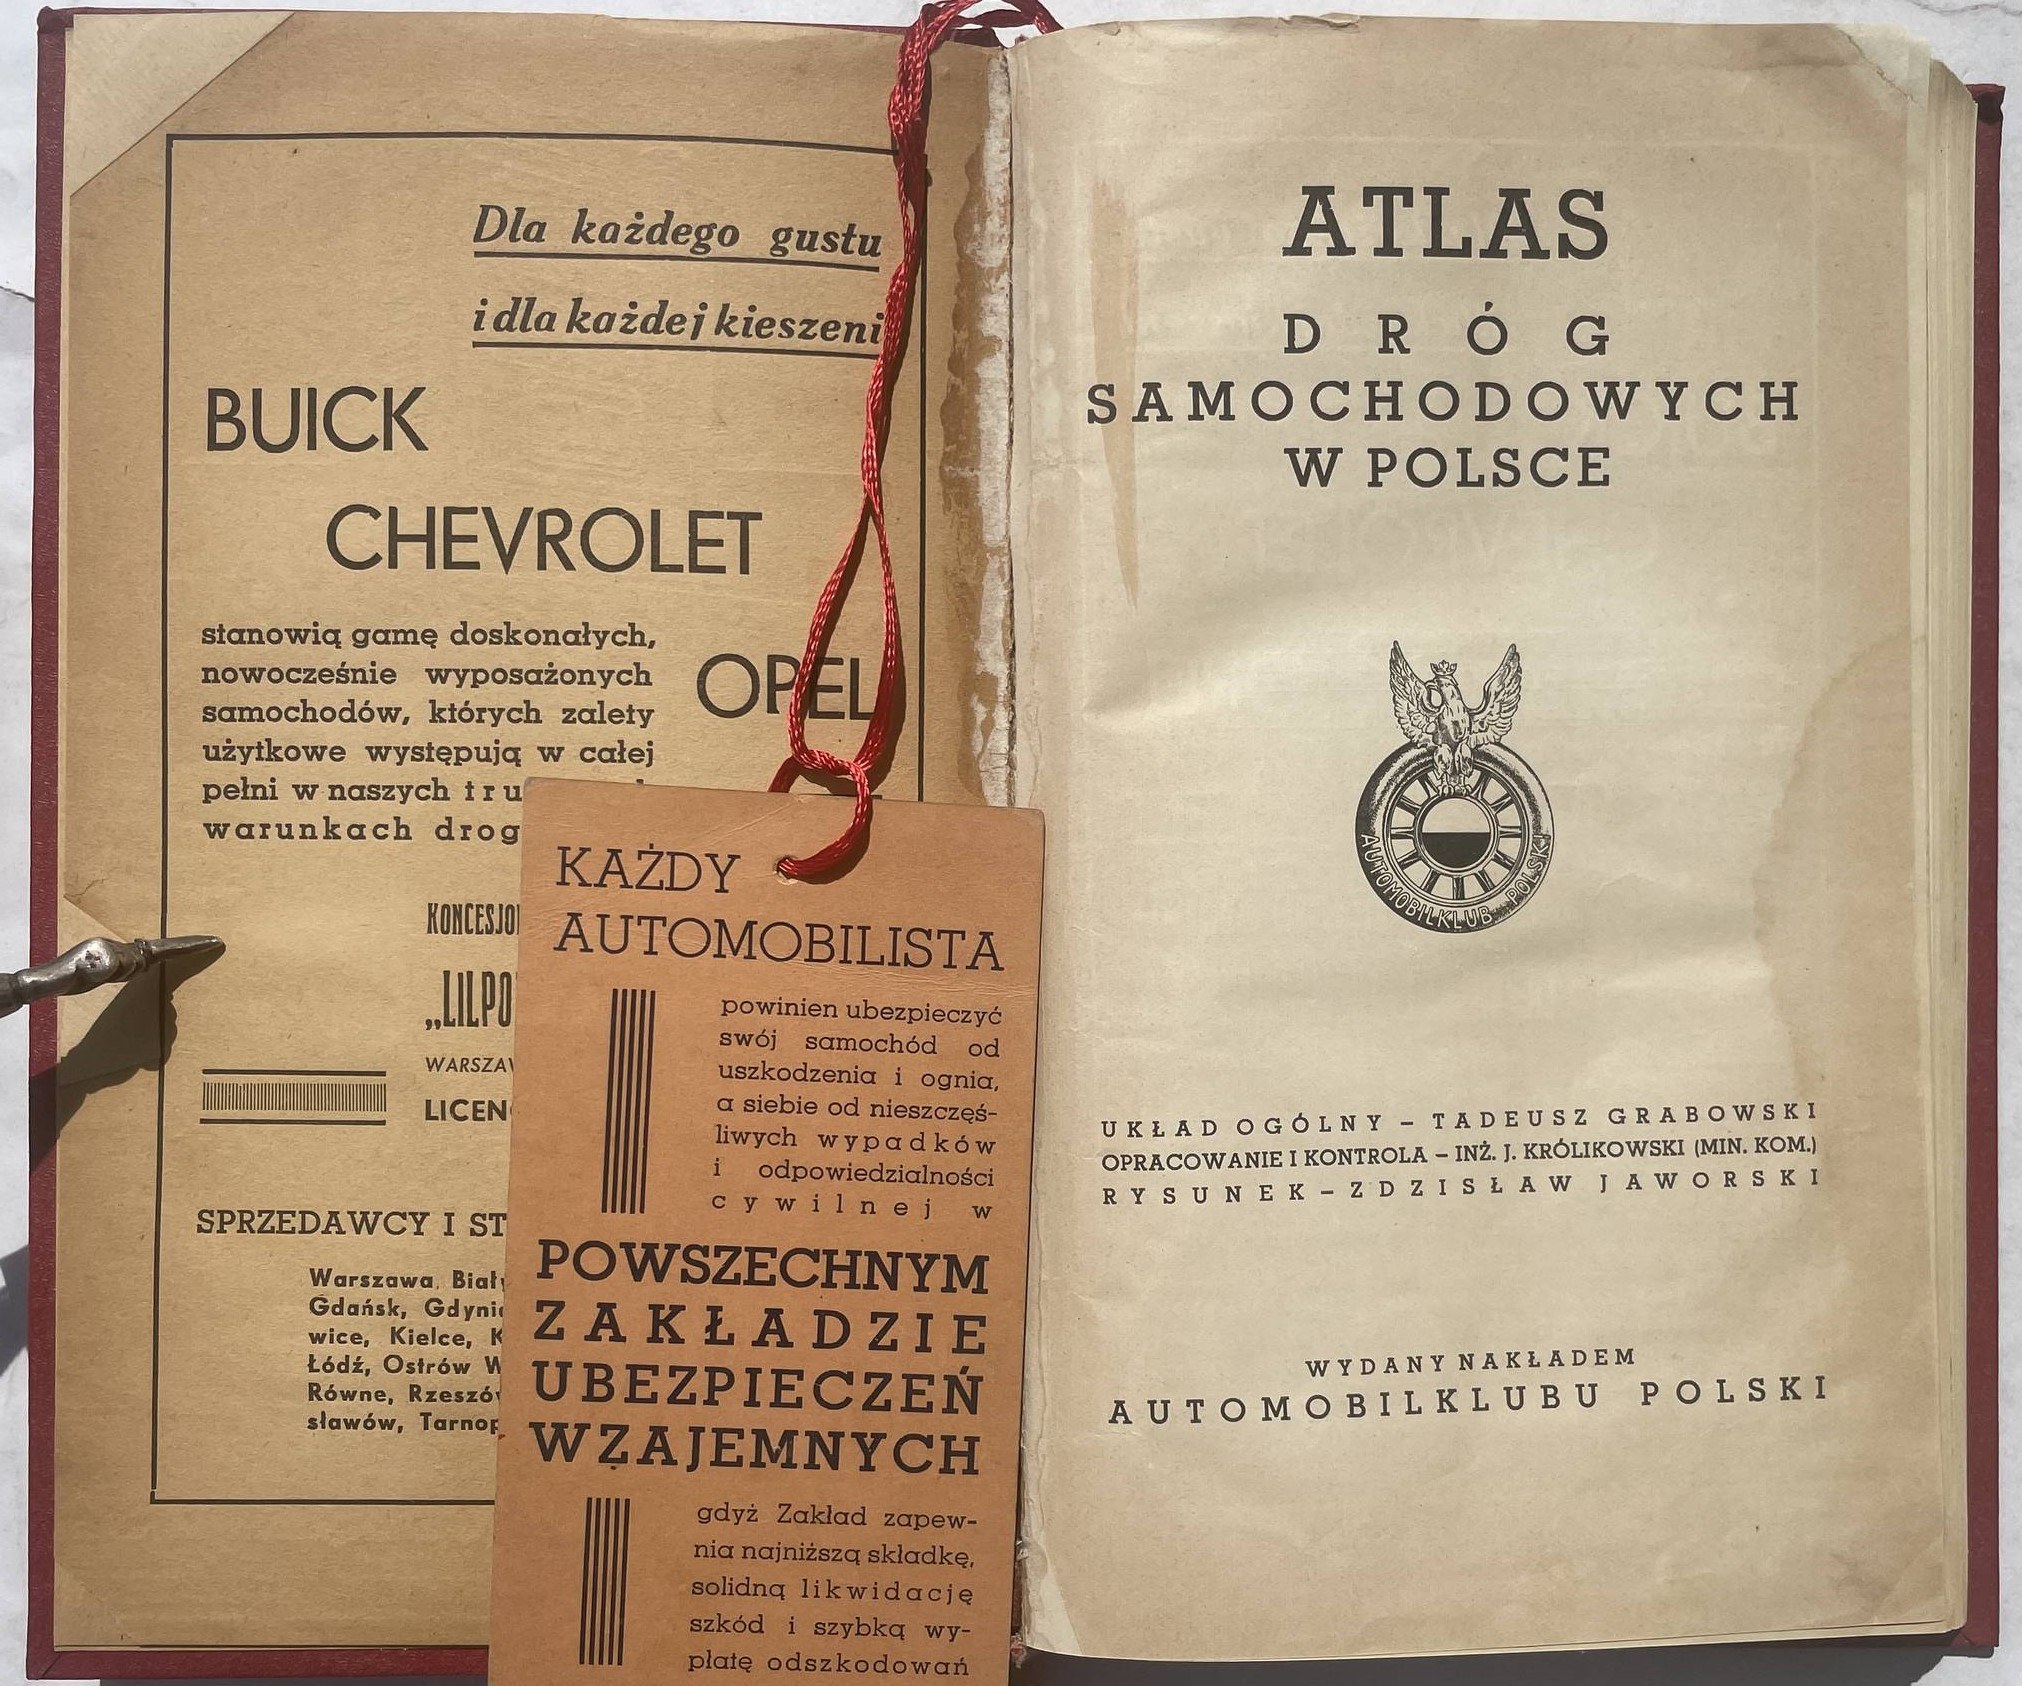 Dla każdego gustu
i dla każdej kieszeni
BUICK
CHEVROLET
OPEL
stanowią gamę doskonałych,
nowocześnie wyposażonych
samochodów, których zalety
użytkowe występują w całej
pełni w naszych
warunkach
WARUNKACH
SPRZEDAWCY I
Warszawa,
Gdańsk,
wice, Kielce,
Łódź, Ostrów
Równe,
sławów,
KAŻDY
AUTOMOBILISTA
powinien ubezpieczyć
swój samochód od
uszkodzenia i ognia,
a siebie od nieszczęś-
liwych wypadków
i odpowiedzialności
cywilnej w
POWSZECHNYM
ZAKŁADZIE
UBEZPIECZEŃ
WZAJEMNYCH
gdyż Zakład zapew-
nia najniższą składkę,
solidną likwidację
szkód i szybką wy-
płatę odszkodowań
ATLAS
DRÓG
SAMOCHODOWYCH
W POLSCE
AUTOMOBILKLUB POLSKI
UKŁAD OGÓLNY – TADEUSZ GRABOWSKI
OPRACOWANIE I KONTROLA – INŻ. J. KRÓLIKOWSKI (MIN. KOM.)
RYSUNEK – ZDZISŁAW JAWORSKI
WYDANY NAKŁADEM
AUTOMOBILKLUBU POLSKI